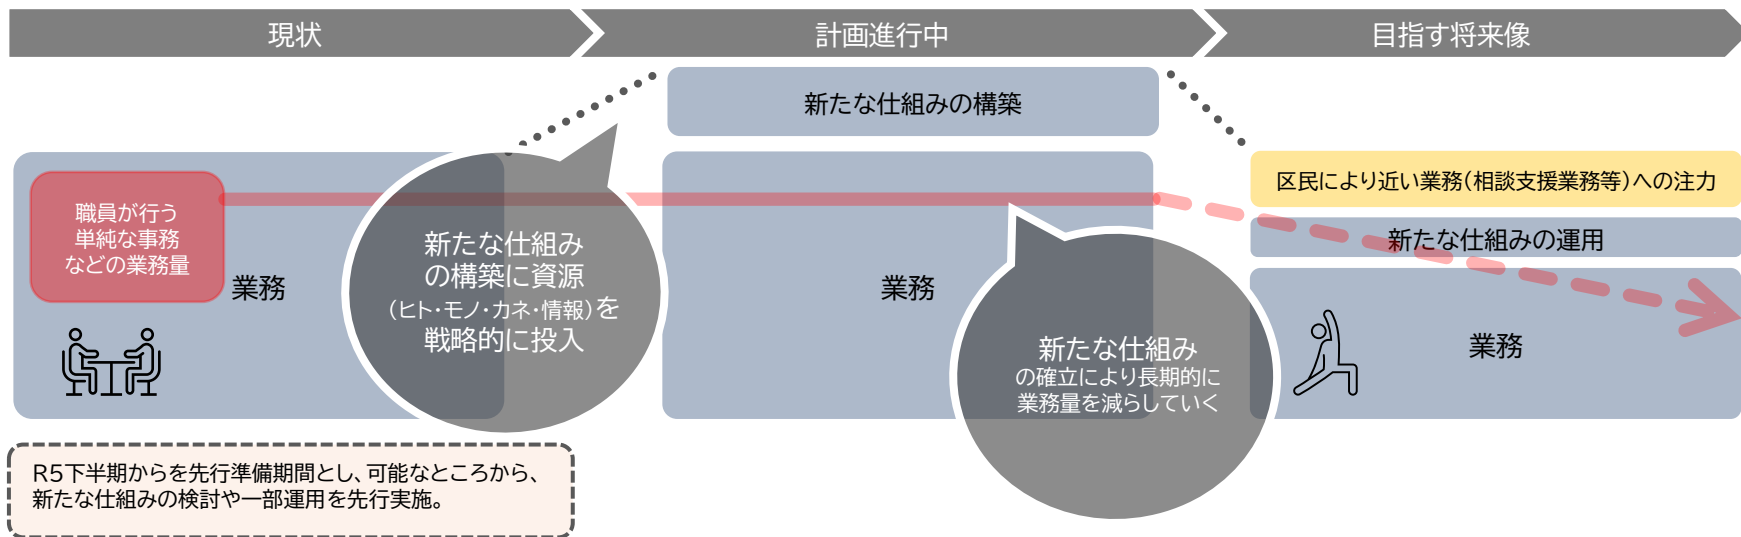 現状
計画進行中
目指す将来像
新たな仕組みの構築
職員が行う
単純な事務
などの業務量
業務
新たな仕組み
の構築に資源
（ヒト・モノ・カネ・情報）を
戦略的に投入
業務
新たな仕組み
の確立により長期的に
業務量を減らしていく
区民により近い業務（相談支援業務等）への注力
新たな仕組みの運用
業務
R5下半期からを先行準備期間とし、可能なところから、
新たな仕組みの検討や一部運用を先行実施。